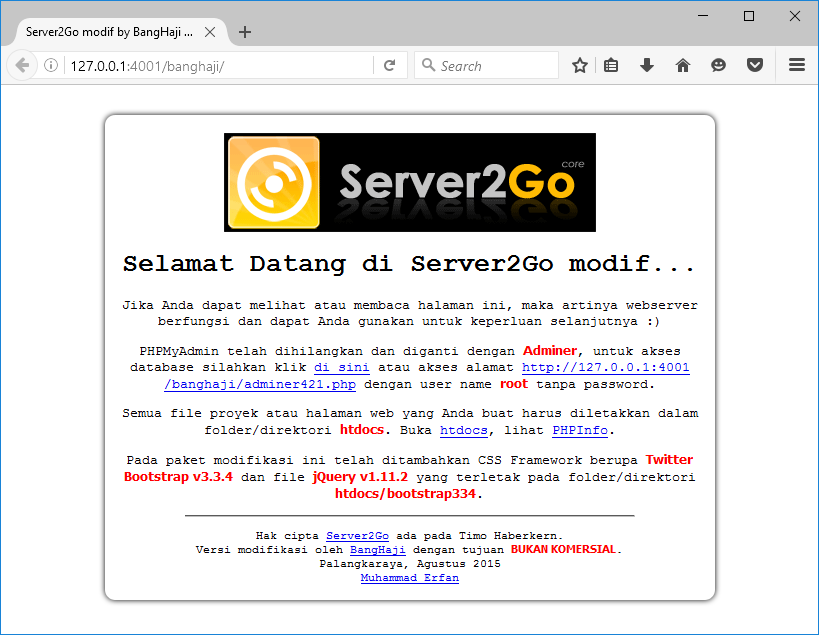 Server2Go modif by BangHaji ...
127.0.0.1:4001/banghaji/
Search
Server2Go
core
Selamat Datang di Server2Go modif...
Jika Anda dapat melihat atau membaca halaman ini, maka artinya webserver
berfungsi dan dapat Anda gunakan untuk keperluan selanjutnya :)
PHPMyAdmin telah dihilangkan dan diganti dengan Adminer, untuk akses
database silahkan klik di sini atau akses alamat http://127.0.0.1:4001
/banghaji/adminer421.php dengan user name root tanpa password.
Semua file proyek atau halaman web yang Anda buat harus diletakkan dalam
folder/direktori htdocs. Buka htdocs, lihat PHPInfo.
Pada paket modifikasi ini telah ditambahkan CSS Framework berupa Twitter
Bootstrap v3.3.4 dan file jQuery v1.11.2 yang terletak pada folder/direktori
htdocs/bootstrap334.
Hak cipta Server2Go ada pada Timo Haberkern.
Versi modifikasi oleh BangHaji dengan tujuan BUKAN KOMERSIAL.
Palangkaraya, Agustus 2015
Muhammad Erfan